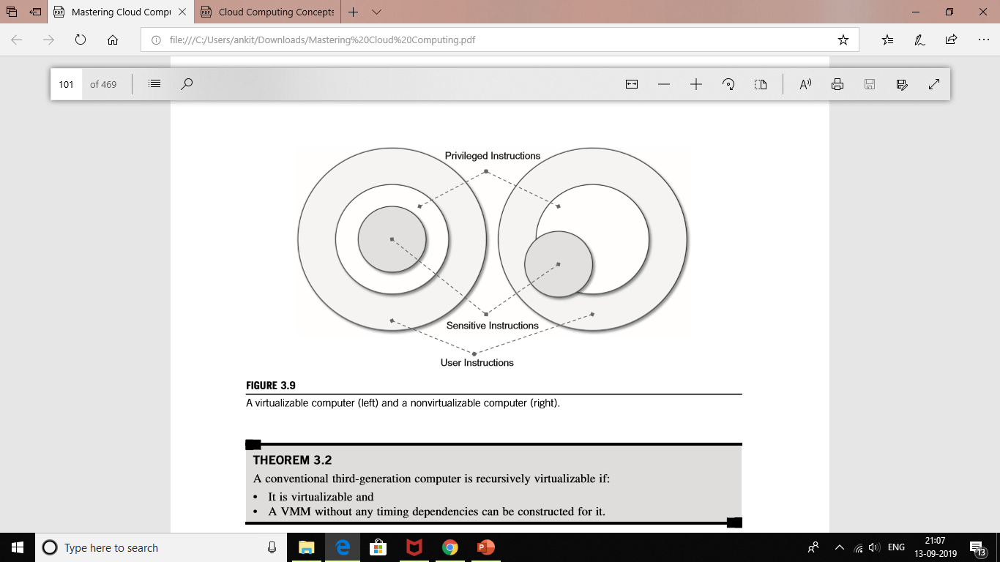 Mastering Cloud Compu
Cloud Computing Concepts
file:///C:/Users/ankit/Downloads/Mastering%20Cloud%20Computing.pdf
101 of 469
Privileged Instructions
Sensitive Instructions
User Instructions
FIGURE 3.9
A virtualizable computer (left) and a nonvirtualizable computer (right).
THEOREM 3.2
A conventional third-generation computer is recursively virtualizable if:
• It is virtualizable and
• A VMM without any timing dependencies can be constructed for it.
Type here to search
ENG
21:07
13-09-2019
13